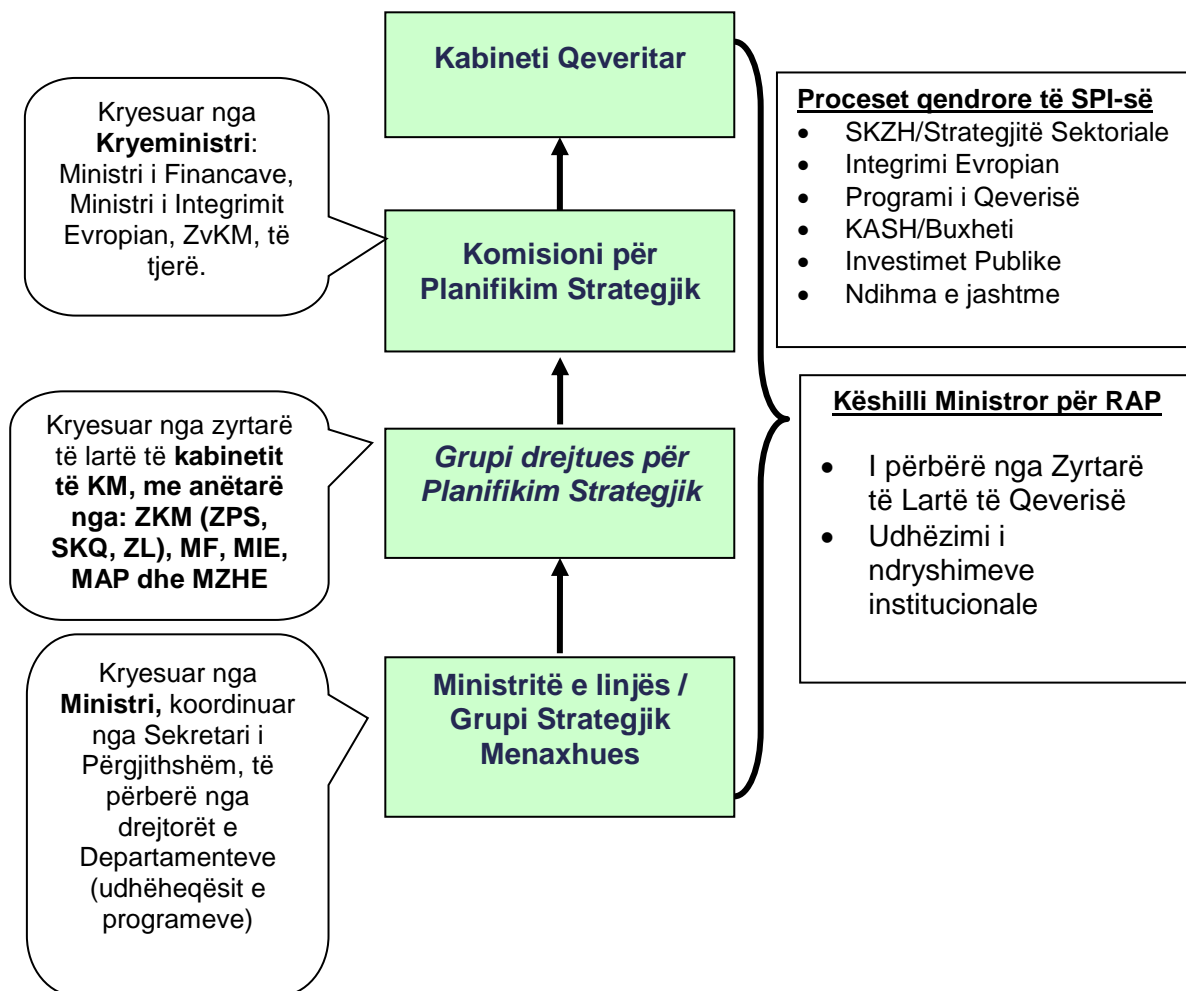 Kabineti Qeveritar
Kryesuar nga
Kryeministri:
Ministri i Financave,
Ministri i Integrimit
Evropian, ZvKM, të
tjerë.
Komisioni për
Planifikim Strategjik
Kryesuar nga zyrtarë
të lartë të kabinetit
të KM, me anëtarë
nga: ZKM (ZPS,
SKQ, ZL), MF, MIE,
MAP dhe MZHE
Grupi drejtues për
Planifikim Strategjik
Kryesuar nga
Ministri, koordinuar
nga Sekretari i
Përgjithshëm, të
përberë nga
drejtorët e
Departamenteve
(udhëheqësit e
programeve)
Ministritë e linjës /
Grupi Strategjik
Menaxhues
Proceset qendrore të SPI-së
• SKZH/Strategjitë Sektoriale
• Integrimi Evropian
• Programi i Qeverisë
• KASH/Buxheti
• Investimet Publike
• Ndihma e jashtme
Këshilli Ministror për RAP
• I përbërë nga Zyrtarë
të Lartë të Qeverisë
• Udhëzimi i
ndryshimeve
institucionale